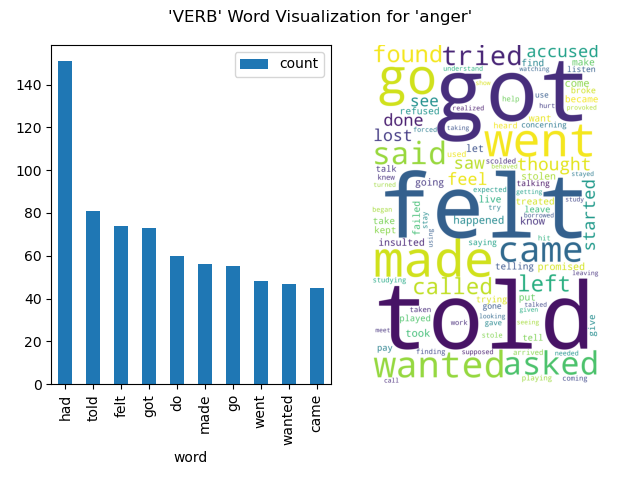 'VERB' Word Visualization for 'anger'
count
140
120
100
80
60
40
20
0
had
told
felt
got
do
made
go
went
wanted
came
word
found
tried
accused
find
make
understand
watching
listen
go
got
come
show
see
help
use
broke
refused
realized
hurt
became
provoked
done
forced
taking
want
heard
concerning
lost
went
said
let
used
saw
scolded
behaved
thought
talk
knew
going
feel
stolen
stayed
turned
expected
getting
talking
felt
live
treated
study
began
try
leave
borrowed
take
kept
failed
stay
happened
know
started
insulted
using
saying
hit
made
came
telling
promised
leaving
studying
called
left
trying
put
told
taken
gone
talked
played
looking
given
gave
meet
took
work
stole
seeing
tell
give
pay
finding
supposed
arrived
needed
wanted
asked
call
playing
coming